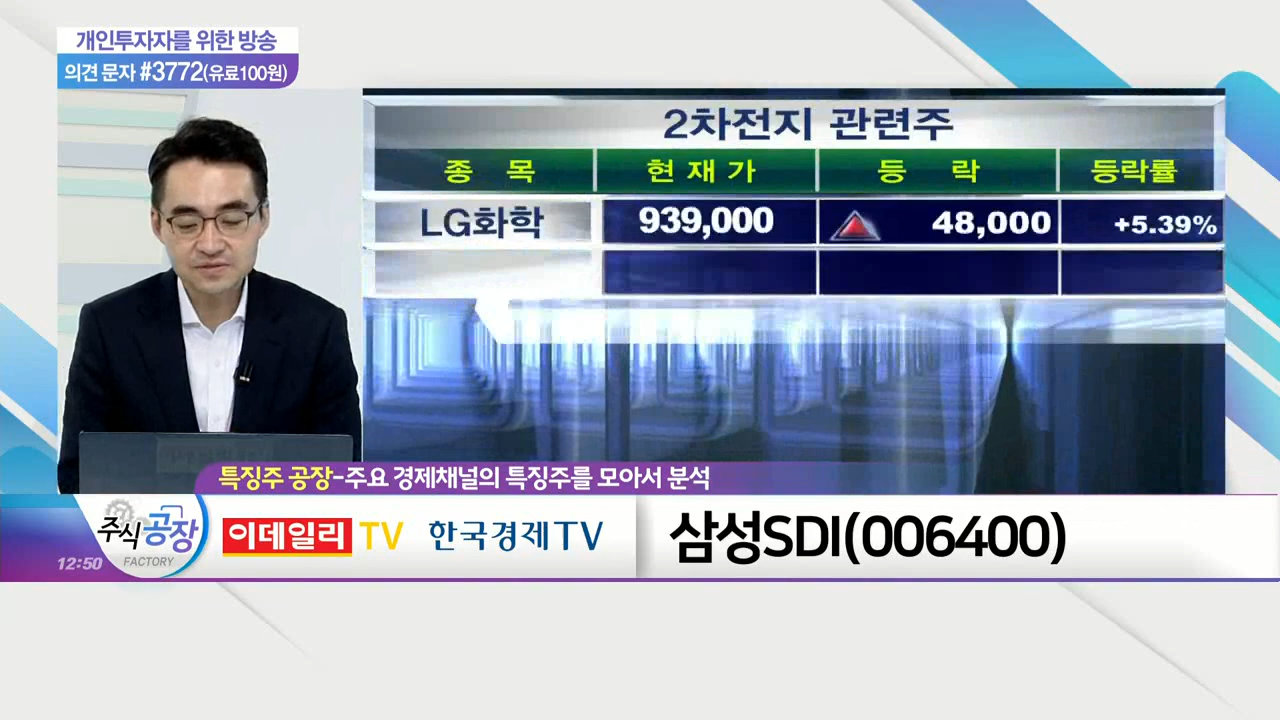 개인투자자를 위한 방송
의견 문자 #3772(유료100원)
2차전지 관련주
종 목 현재가 등 락 등락률
LG화학 939,000 48,000 +5.39%
특징주 공장-주요 경제채널의 특징주를 모아서 분석
주식공장 FACTORY
12:50
이데일리 TV 한국경제TV
삼성SDI(006400)